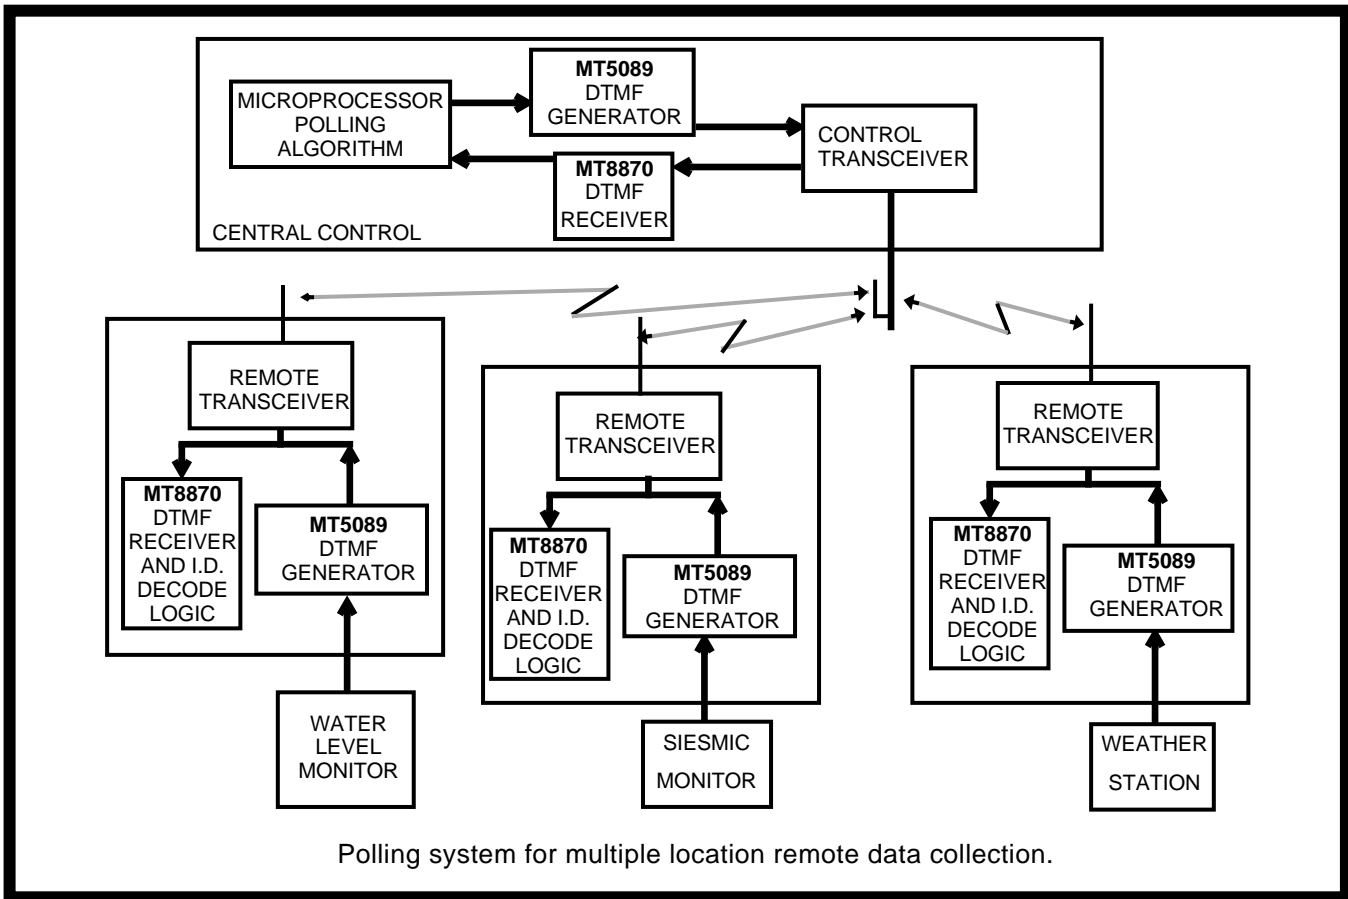 MICROPROCESSOR
POLLING
ALGORITHM
MT5089
DTMF
GENERATOR
CONTROL
TRANSCEIVER
MT8870
DTMF
RECEIVER
CENTRAL CONTROL
REMOTE
TRANSCEIVER
MT8870
DTMF
RECEIVER
AND I.D.
DECODE
LOGIC
MT5089
DTMF
GENERATOR
WATER
LEVEL
MONITOR
REMOTE
TRANSCEIVER
MT8870
DTMF
RECEIVER
AND I.D.
DECODE
LOGIC
MT5089
DTMF
GENERATOR
SIESMIC
MONITOR
REMOTE
TRANSCEIVER
MT8870
DTMF
RECEIVER
AND I.D.
DECODE
LOGIC
MT5089
DTMF
GENERATOR
WEATHER
STATION
Polling system for multiple location remote data collection.